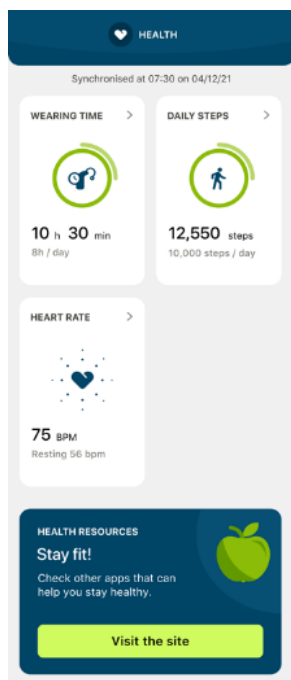 HEALTH
Synchronised at 07:30 on 04/12/21
WEARING TIME
10 h 30 min
8h / day
DAILY STEPS
12,550 steps
10,000 steps / day
HEART RATE
75 BPM
Resting 56 bpm
HEALTH RESOURCES
Stay fit!
Check other apps that can
help you stay healthy.
Visit the site